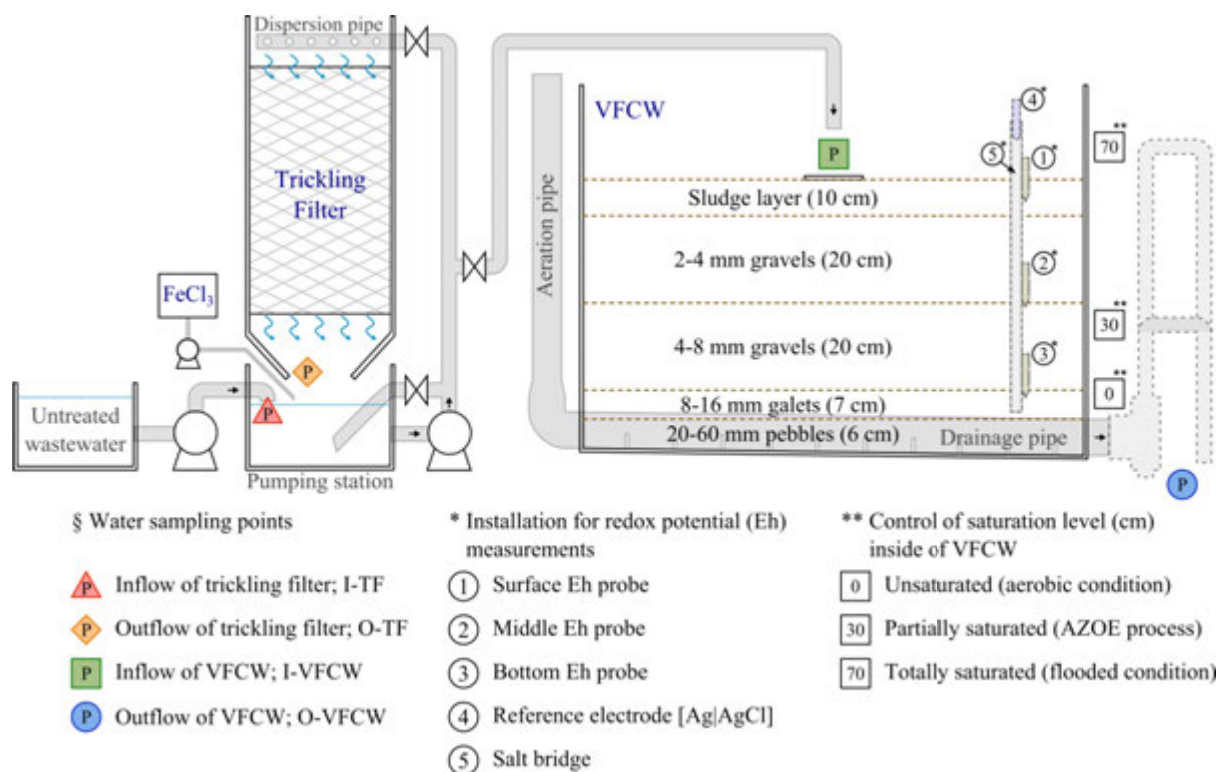 Dispersion pipe
Trickling
Filter
FeCl3
P
P
Untreated
wastewater
Pumping station
VFCW
Aeration pipe
P
4*
5*
1*
2*
3*
Sludge layer (10 cm)
2-4 mm gravels (20 cm)
4-8 mm gravels (20 cm)
8-16 mm galets (7 cm)
20-60 mm pebbles (6 cm)
Drainage pipe
**
70
**
30
**
0
P
§ Water sampling points
P Inflow of trickling filter; I-TF
P Outflow of trickling filter; O-TF
P Inflow of VFCW; I-VFCW
P Outflow of VFCW; O-VFCW
* Installation for redox potential (Eh)
measurements
1 Surface Eh probe
2 Middle Eh probe
3 Bottom Eh probe
4 Reference electrode [Ag|AgCl]
5 Salt bridge
** Control of saturation level (cm)
inside of VFCW
0 Unsaturated (aerobic condition)
30 Partially saturated (AZOE process)
70 Totally saturated (flooded condition)